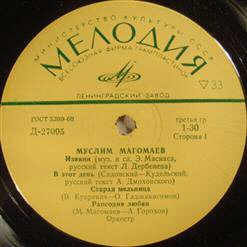 МИНИСТЕРСТВО КУЛЬТУРЫ СССР
МЕЛОДИЯ
ВСЕСОЮЗНАЯ ФИРМА ГРАМПЛАСТИНОК
ЛЕНИНГРАДСКИЙ ЗАВОД
33
ГОСТ 5289-68
Д-27005
третья гр
1-30
Сторона 1
МУСЛИМ МАГОМАЕВ
Извини (муз. и сл. Э. Масиаса,
русский текст Л. Дербенева)
В этот день (Садовский-Кудельский,
русский текст А. Дмоховского)
Старая мельница
(В. Кугревич-О. Гаджикасимов)
Рапсодия любви
(М. Магомаев-А. Горохов)
Оркестр